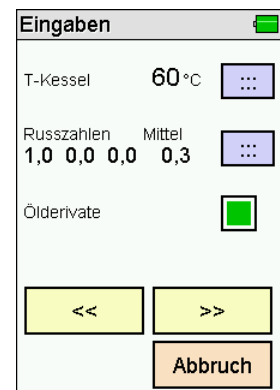 Eingaben
T-Kessel 60 °C :::
Russzahlen Mittel
1,0 0,0 0,0 0,3 :::
Ölderivate
<< >>
Abbruch